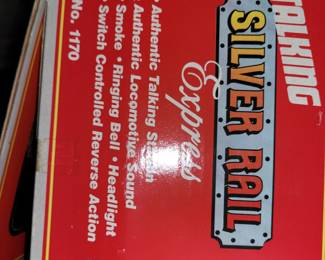 TALKING
SILVER RAIL
Express
• Authentic Talking Station
• Authentic Locomotive Sound
• Smoke • Ringing Bell • Headlight
• Switch Controlled Reverse Action
No. 1170